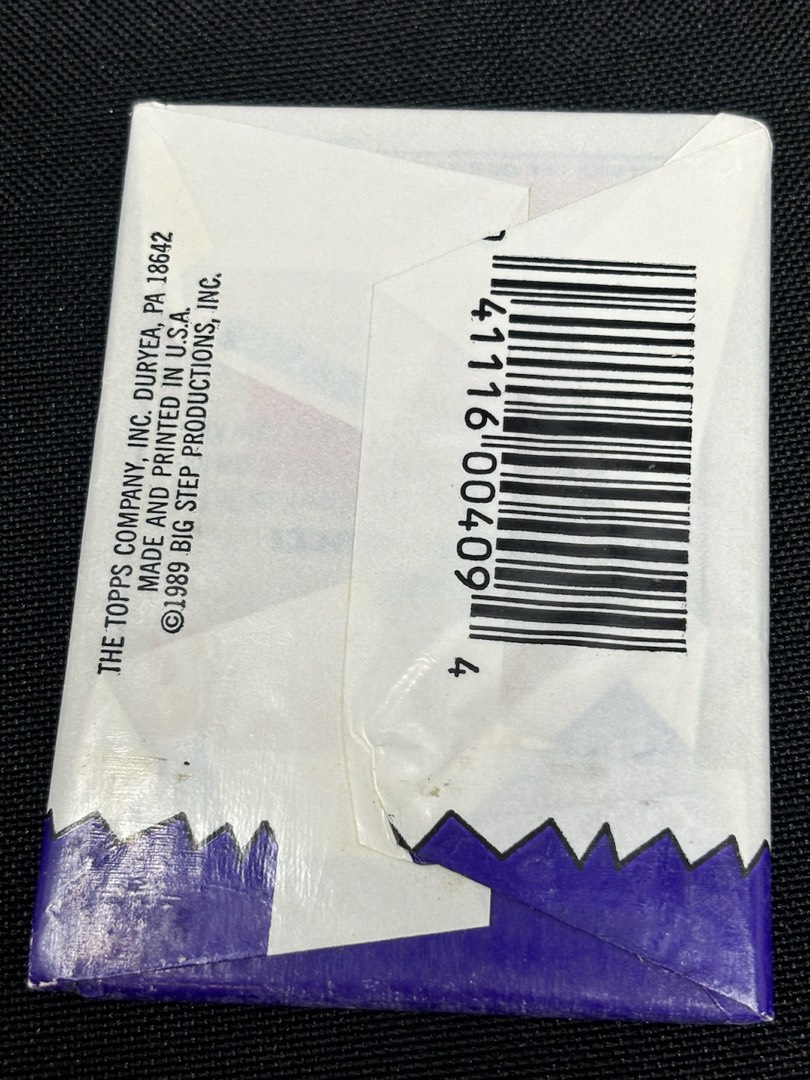 THE TOPPS COMPANY, INC. DURYEA, PA 18642
MADE AND PRINTED IN U.S.A.
©1989 BIG STEP PRODUCTIONS, INC.
41116 00409 4